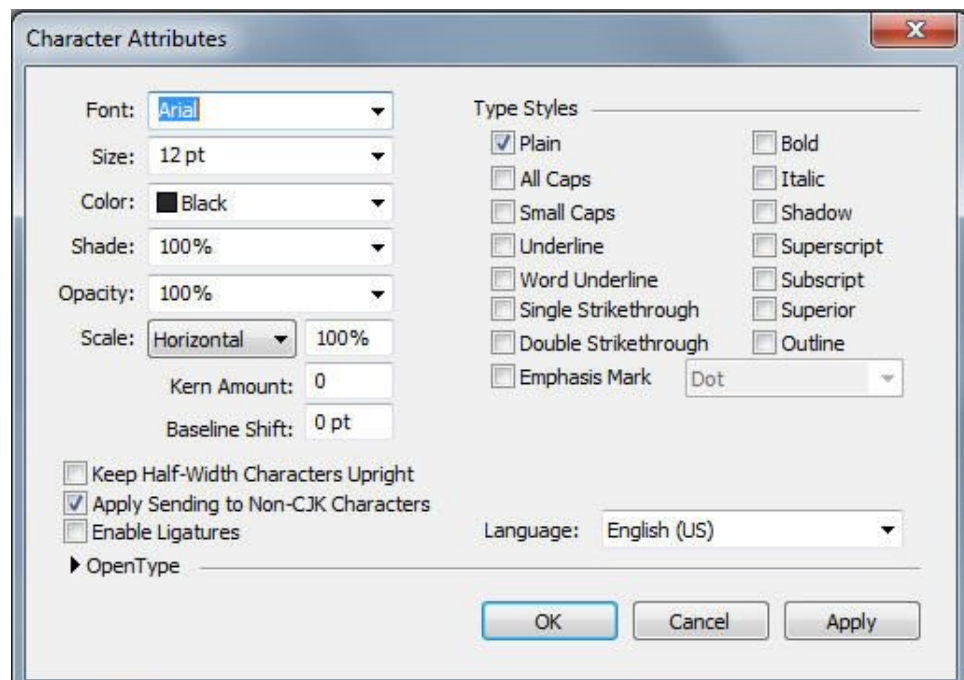 Character Attributes
Font: Arial
Size: 12 pt
Color: Black
Shade: 100%
Opacity: 100%
Scale: Horizontal 100%
Kern Amount: 0
Baseline Shift: 0 pt
Type Styles
Plain Bold
All Caps Italic
Small Caps Shadow
Underline Superscript
Word Underline Subscript
Single Strikethrough Superior
Double Strikethrough Outline
Emphasis Mark Dot
Keep Half-Width Characters Upright
Apply Sending to Non-CJK Characters
Enable Ligatures
Language: English (US)
OpenType
OK Cancel Apply